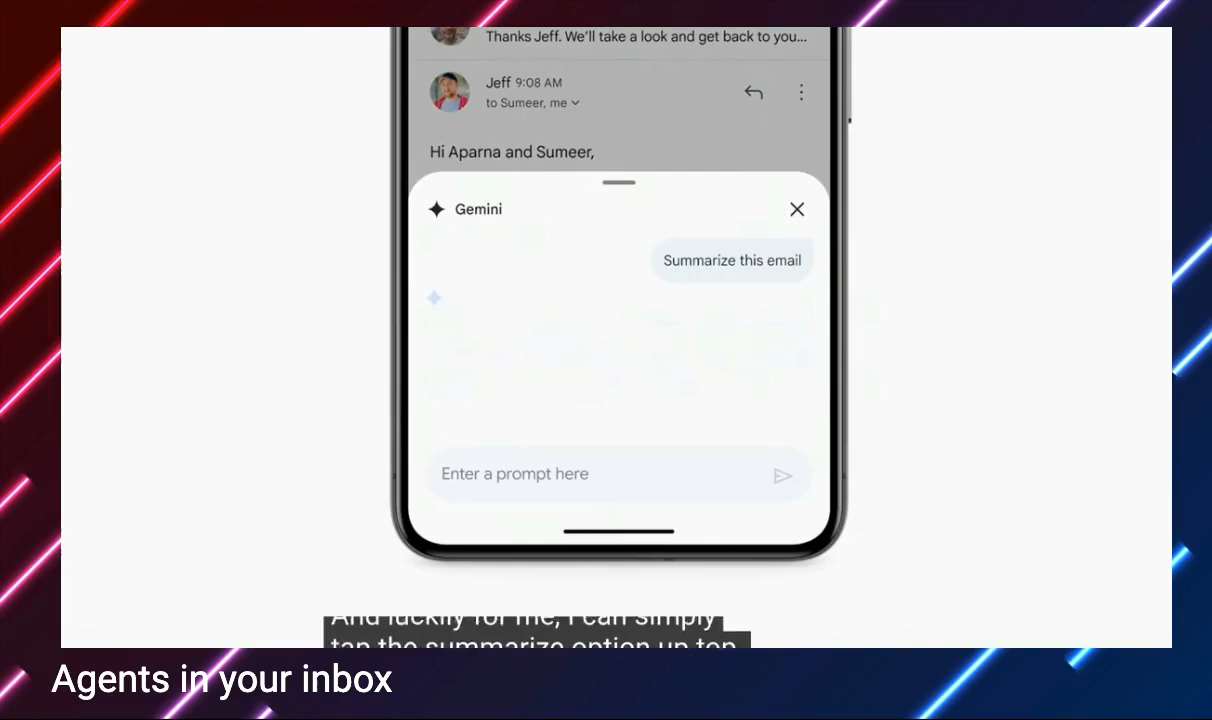 Thanks Jeff. We'll take a look and get back to you...
Jeff 9:08 AM
to Sumeer, me
Hi Aparna and Sumeer,
Gemini
Summarize this email
Enter a prompt here
And luckily for me, I can simply
tap the summarize option up top
Agents in your inbox